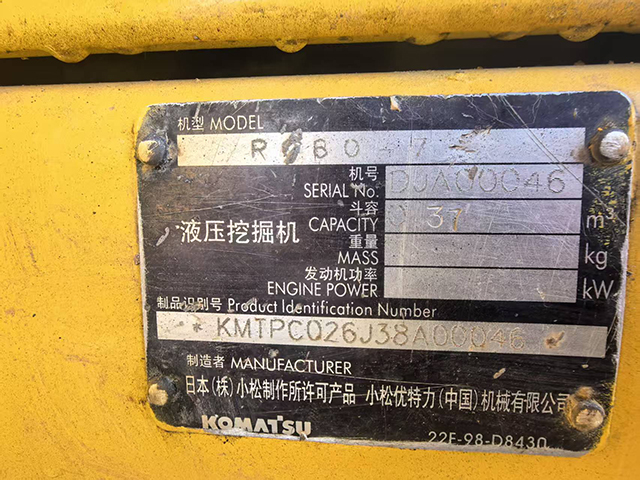 机型 MODEL
机号
SERIAL No. DJA00046
斗容
CAPACITY m³
液压挖掘机
重量
MASS kg
发动机功率
ENGINE POWER kW
制品识别号 Product Identification Number
* KMTPC026J38A00046
制造者 MANUFACTURER
日本(株)小松制作所许可产品 小松优特力(中国)机械有限公司
KOMATSU 22F-98-D8430